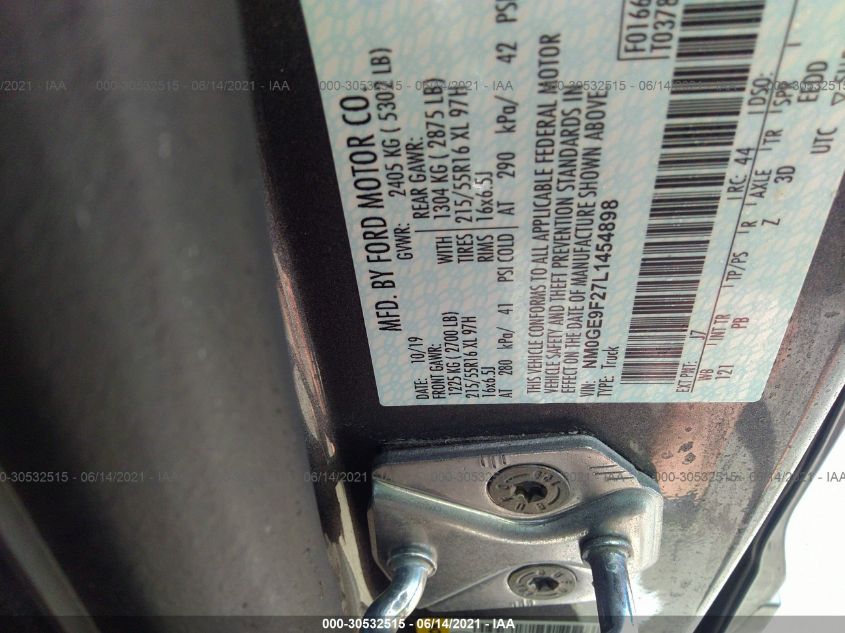 MFD. BY FORD MOTOR CO.
GVWR: 2405 KG ( 5302 LB)
DATE: 10/19
FRONT GAWR: REAR GAWR:
1225 KG ( 2700 LB) WITH 1304 KG ( 2875 LB)
215/55R16 XL 97H TIRES 215/55R16 XL 97H
16x6.5J RIMS 16x6.5J
AT 280 kPa/ 41 PSI COLD AT 290 kPa/ 42 PSI
THIS VEHICLE CONFORMS TO ALL APPLICABLE FEDERAL MOTOR
VEHICLE SAFETY AND THEFT PREVENTION STANDARDS IN
EFFECT ON THE DATE OF MANUFACTURE SHOWN ABOVE.
VIN: NM0GE9F27L1454898
TYPE: Truck
F0166
T0378
EXT PNT: J7 RC: 44 DSO:
WB INT TR TP/PS R AXLE TR SPR
121 PB Z 3D EBDD
UTC
000-30532515 - 06/14/2021 - IAA